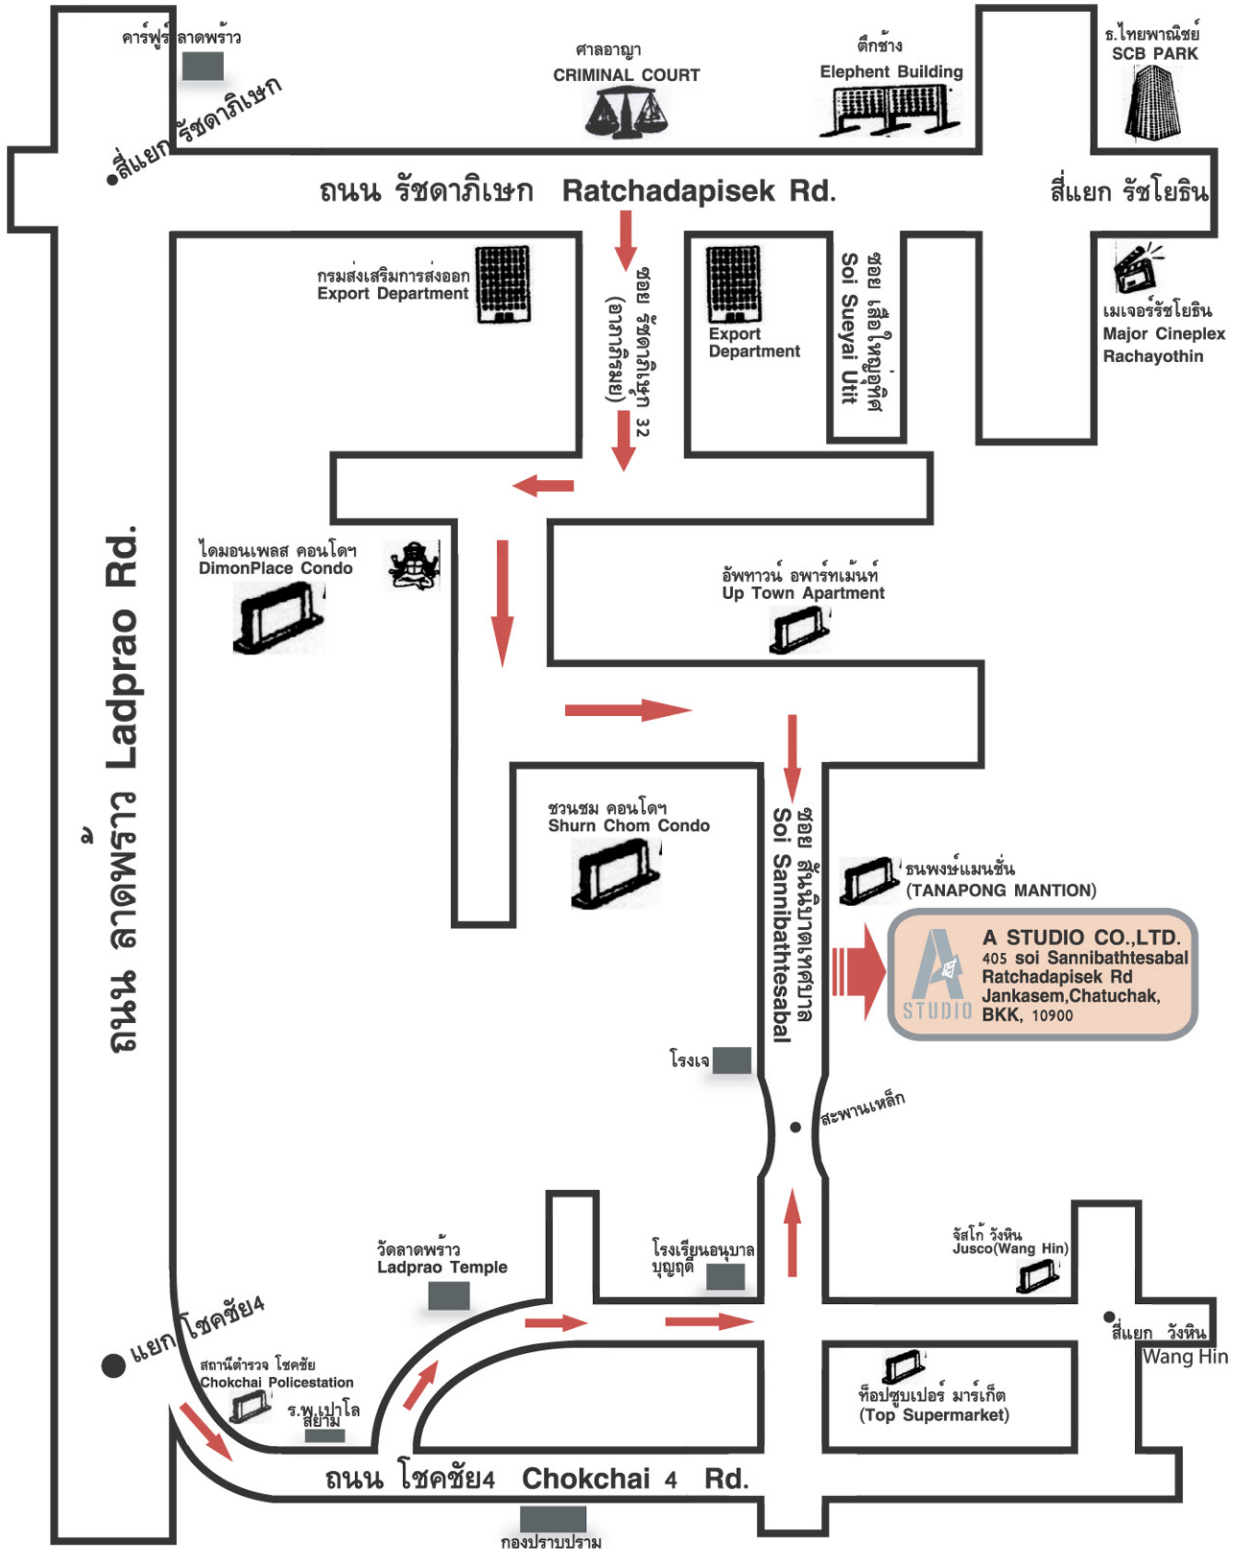 คาร์ฟูร์ ลาดพร้าว
ศาลอาญา
CRIMINAL COURT
ตึกช้าง
Elephent Building
ธ.ไทยพาณิชย์
SCB PARK
สี่แยก รัชดาภิเษก
ถนน รัชดาภิเษก Ratchadapisek Rd.
สี่แยก รัชโยธิน
กรมส่งเสริมการส่งออก
Export Department
ซอย รัชดาภิเษก 32
(อาภาภิรมย)
Export
Department
ซอย เสือใหญ่อุทิศ
Soi Sueyai Utit
เมเจอร์รัชโยธิน
Major Cineplex
Rachayothin
ไดมอนเพลส คอนโดฯ
DimonPlace Condo
อัพทาวน์ อพาร์ทเม้นท์
Up Town Apartment
ถนน ลาดพร้าว Ladprao Rd.
ชวนชม คอนโดฯ
Shurn Chom Condo
ซอย สันนิบาตเทศบาล
Soi Sannibathtesabal
ธนพงษ์แมนชั่น
(TANAPONG MANTION)
A STUDIO CO.,LTD.
405 soi Sannibathtesabal
Ratchadapisek Rd
Jankasem,Chatuchak,
BKK, 10900
STUDIO
โรงเจ
สะพานเหล็ก
วัดลาดพร้าว
Ladprao Temple
โรงเรียนอนุบาล
บุญฤดี
จัสโก้ วังหิน
Jusco(Wang Hin)
แยก โชคชัย4
สี่แยก วังหิน
Wang Hin
สถานีตำรวจ โชคชัย
Chokchai Policestation
ร.พ.เปาโล
สยาม
ท็อปซูบเปอร์ มาร์เก็ต
(Top Supermarket)
ถนน โชคชัย4 Chokchai 4 Rd.
กองปราบปราม